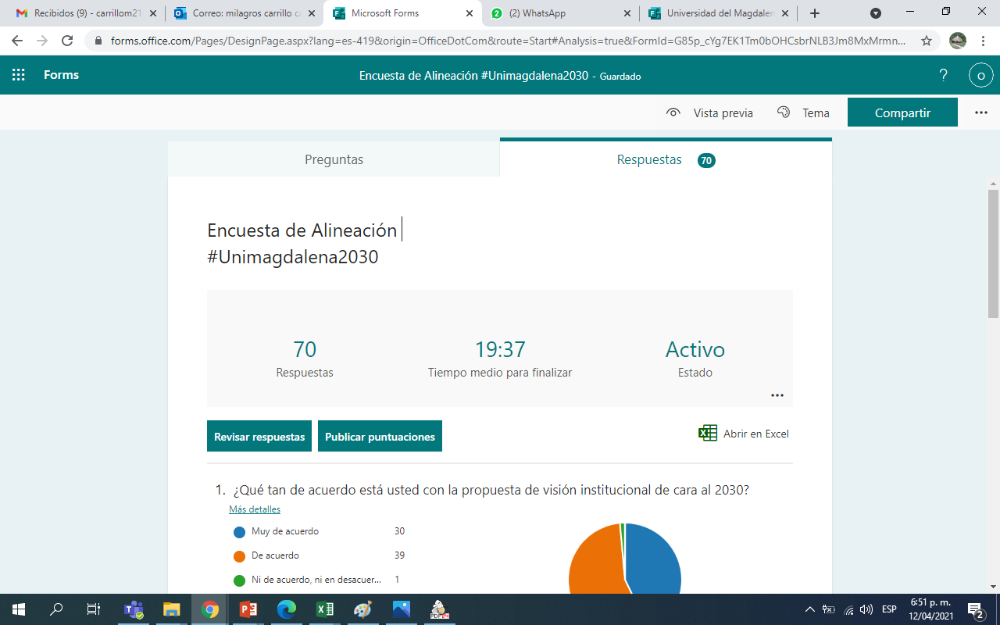 Recibidos (9) - carrillom21
Correo: milagros carrillo ca
Microsoft Forms
(2) WhatsApp
Universidad del Magdalen
forms.office.com/Pages/DesignPage.aspx?lang=es-419&origin=OfficeDotCom&route=Start#Analysis=true&FormId=G85p_cYg7EK1Tm0bOHCsbrNLB3Jm8MxMrmn...
Forms
Encuesta de Alineación #Unimagdalena2030 - Guardado
?
O
Vista previa
Tema
Compartir
Preguntas
Respuestas 70
Encuesta de Alineación
#Unimagdalena2030
70
Respuestas
19:37
Tiempo medio para finalizar
Activo
Estado
Revisar respuestas
Publicar puntuaciones
Abrir en Excel
1. ¿Qué tan de acuerdo está usted con la propuesta de visión institucional de cara al 2030?
Más detalles
Muy de acuerdo 30
De acuerdo 39
Ni de acuerdo, ni en desacuer... 1
ESP
6:51 p. m.
12/04/2021
2